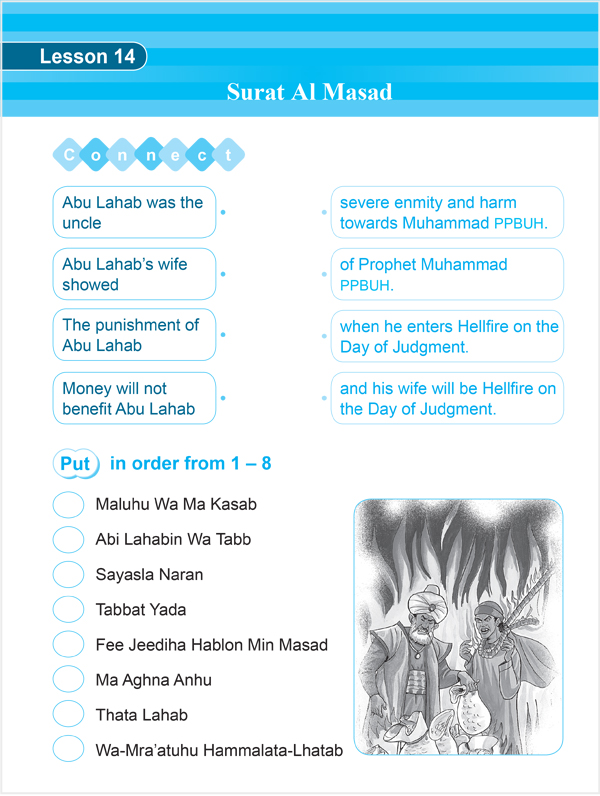 Lesson 14
Surat Al Masad
Connect
Abu Lahab was the
uncle
severe enmity and harm
towards Muhammad PPBUH.
Abu Lahab’s wife
showed
of Prophet Muhammad
PPBUH.
The punishment of
Abu Lahab
when he enters Hellfire on the
Day of Judgment.
Money will not
benefit Abu Lahab
and his wife will be Hellfire on
the Day of Judgment.
Put in order from 1 – 8
Maluhu Wa Ma Kasab
Abi Lahabin Wa Tabb
Sayasla Naran
Tabbat Yada
Fee Jeediha Hablon Min Masad
Ma Aghna Anhu
Thata Lahab
Wa-Mra’atuhu Hammalata-Lhatab